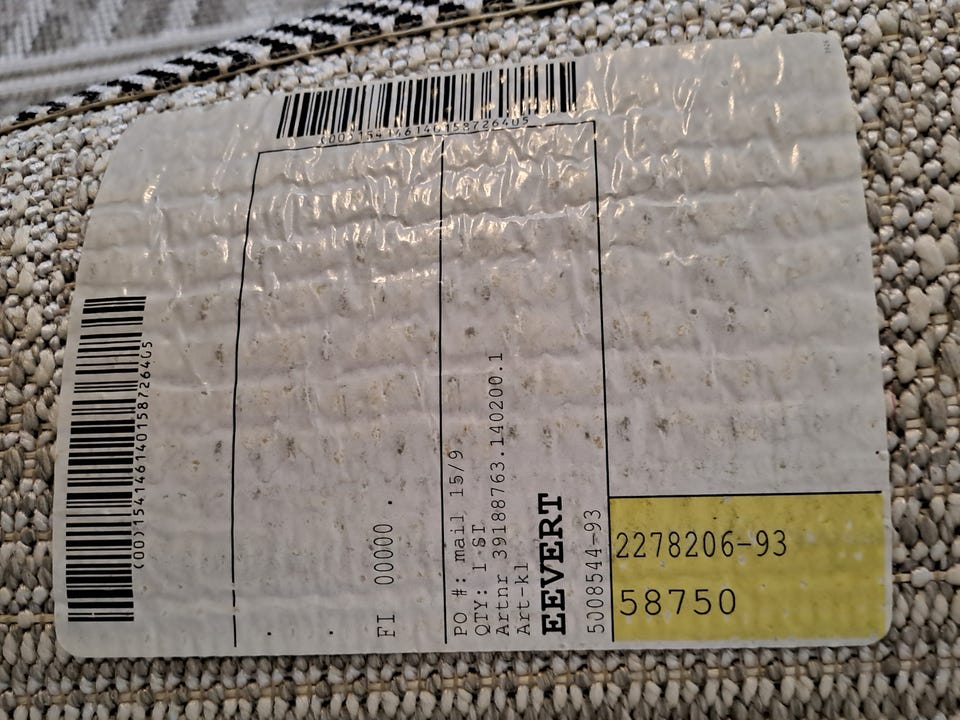 (00)154146140158726405
(00)154146140158726405
FI 00000 .
PO #: mail 15/9
QTY: 1 ST
Artnr 39188763.140200.1
Art-kl
EEVERT
5008544-93
2278206-93
58750